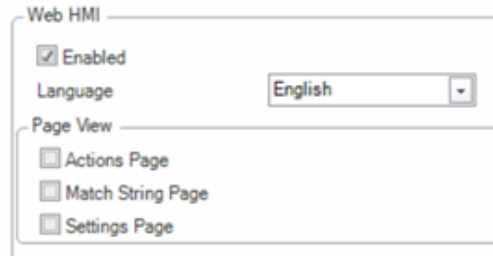 Web HMI
Enabled
Language English
Page View
Actions Page
Match String Page
Settings Page